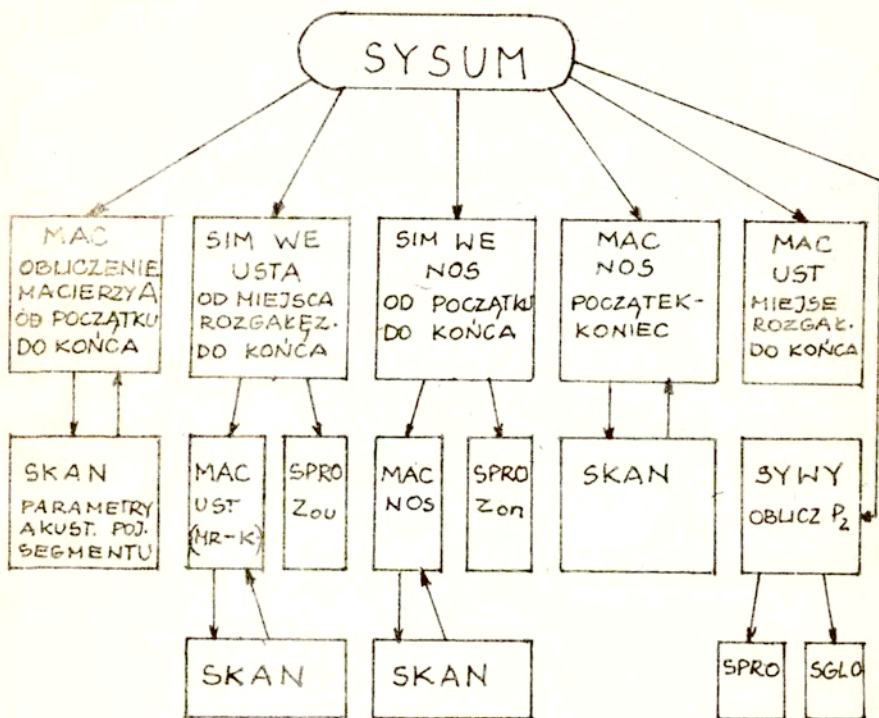 SYSUM
MAC
OBLICZENIE
MACIERZY A
OD POCZĄTKU
DO KOŃCA
SIM WE
USTA
OD MIEJSCA
ROZGAŁĘZ.
DO KOŃCA
SIM WE
NOS
OD POCZĄTKU
DO KOŃCA
MAC
NOS
POCZĄTEK-
KONIEC
MAC
UST
MIEJSE
ROZGAŁ.
DO KOŃCA
SKAN
PARAMETRY
AKUST. POJ.
SEGMENTU
MAC
UST
(MR-K)
SPRO
Zou
MAC
NOS
SPRO
Zon
SKAN
SYWY
OBLICZ P2
SKAN
SKAN
SPRO
SGLO